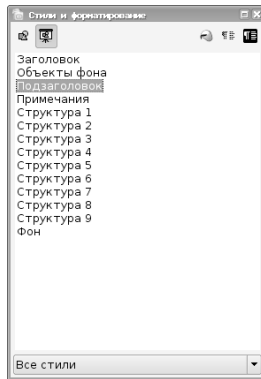 Стили и форматирование
Заголовок
Объекты фона
Подзаголовок
Примечания
Структура 1
Структура 2
Структура 3
Структура 4
Структура 5
Структура 6
Структура 7
Структура 8
Структура 9
Фон
Все стили